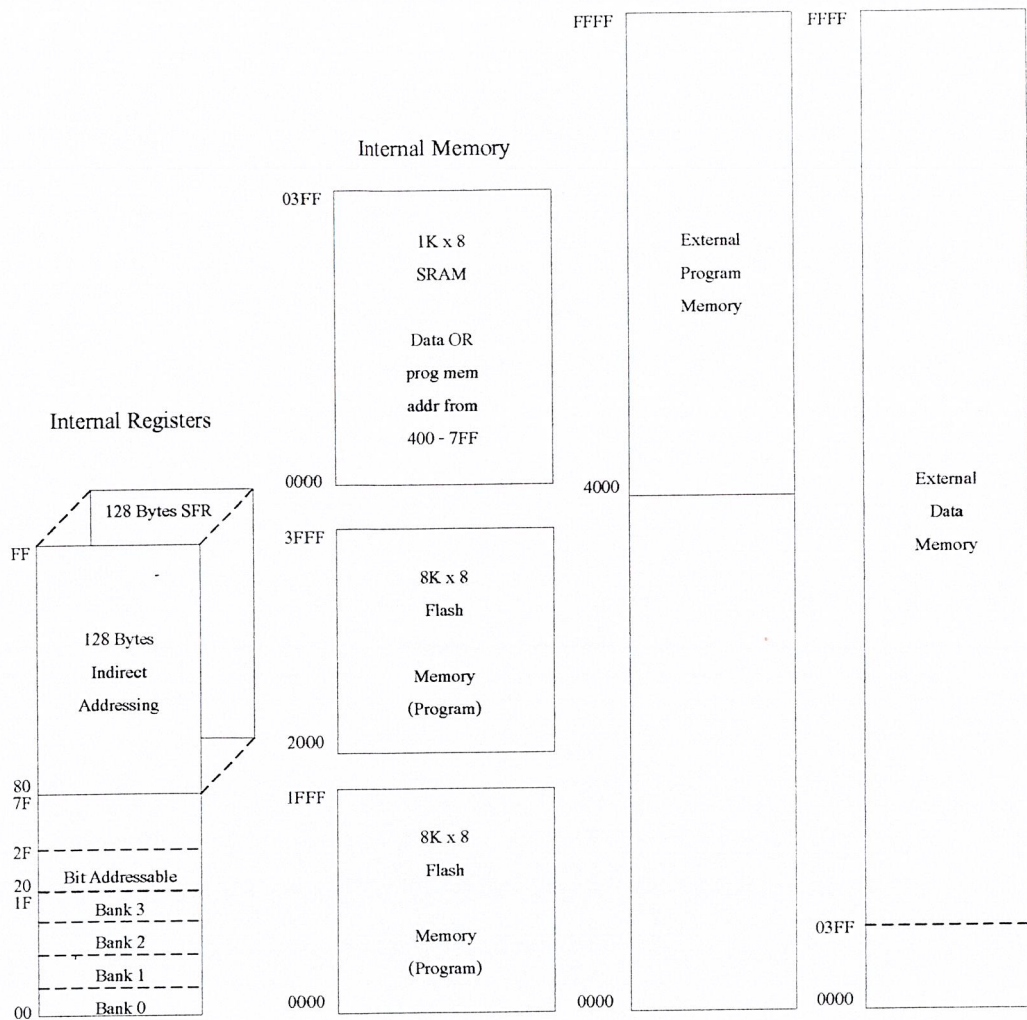 Internal Registers
128 Bytes SFR
FF
128 Bytes
Indirect
Addressing
80
7F
2F
Bit Addressable
20
1F
Bank 3
Bank 2
Bank 1
Bank 0
00
Internal Memory
03FF
1K x 8
SRAM
Data OR
prog mem
addr from
400 - 7FF
0000
3FFF
8K x 8
Flash
Memory
(Program)
2000
1FFF
8K x 8
Flash
Memory
(Program)
0000
FFFF
External
Program
Memory
4000
0000
FFFF
External
Data
Memory
03FF
0000